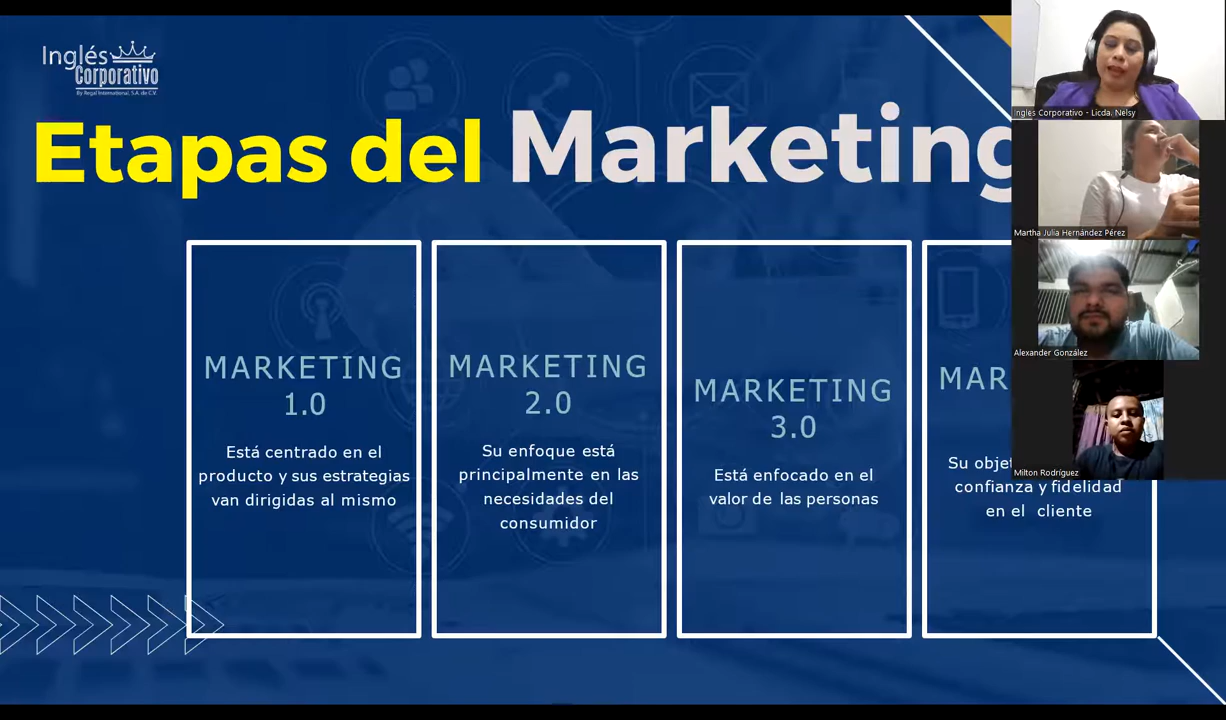 Inglés
Corporativo
By Regal International, S.A. de C.V.
Etapas del Marketing
MARKETING
1.0
Está centrado en el
producto y sus estrategias
van dirigidas al mismo
MARKETING
2.0
Su enfoque está
principalmente en las
necesidades del
consumidor
MARKETING
3.0
Está enfocado en el
valor de las personas
MAR
Su obje
confianza y fidelidad
en el cliente
Ingles Corporativo - Licda. Nelsy
Martha Julia Hernández Pérez
Alexander González
Milton Rodríguez